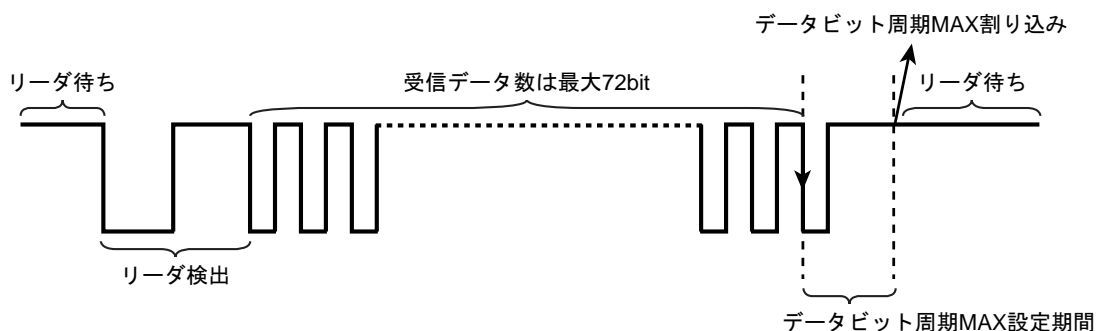 データビット周期MAX割り込み
リーダ待ち
受信データ数は最大72bit
リーダ待ち
リーダ検出
データビット周期MAX設定期間